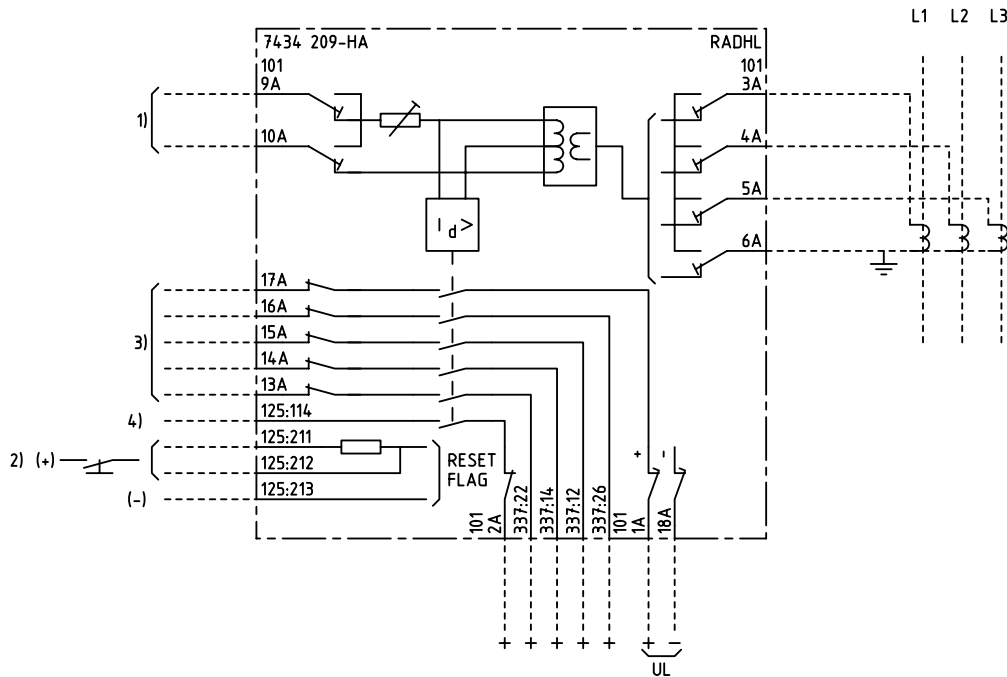 L1 L2 L3
7434 209-HA RADHL
101 101
9A 3A
1)
10A 4A
5A
I d >
6A
17A
16A
15A
3)
14A
13A
4) 125:114
125:211
2) (+) 125:212
RESET
FLAG
+ -
(-) 125:213
101
2A
337:22
337:14
337:12
337:26
101
1A
18A
+ + + + + + -
UL